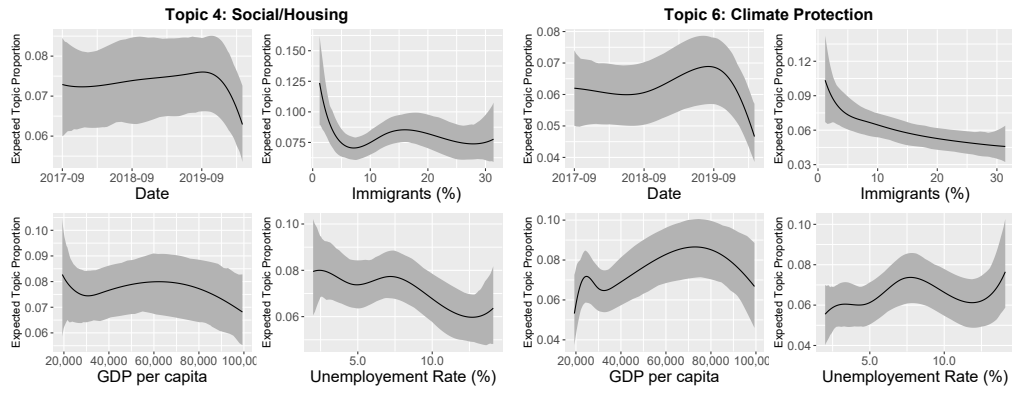 Topic 4: Social/Housing
Topic 6: Climate Protection
Expected Topic Proportion
0.08
0.07
0.06
2017-09 2018-09 2019-09
Date
Expected Topic Proportion
0.150
0.125
0.100
0.075
0 10 20 30
Immigrants (%)
Expected Topic Proportion
0.08
0.07
0.06
0.05
0.04
2017-09 2018-09 2019-09
Date
Expected Topic Proportion
0.12
0.09
0.06
0.03
0 10 20 30
Immigrants (%)
Expected Topic Proportion
0.10
0.09
0.08
0.07
0.06
20,000 40,000 60,000 80,000 100,00
GDP per capita
Expected Topic Proportion
0.10
0.08
0.06
5.0 10.0
Unemployement Rate (%)
Expected Topic Proportion
0.10
0.08
0.06
0.04
20,000 40,000 60,000 80,000 100,00
GDP per capita
Expected Topic Proportion
0.10
0.08
0.06
0.04
5.0 10.0
Unemployement Rate (%)